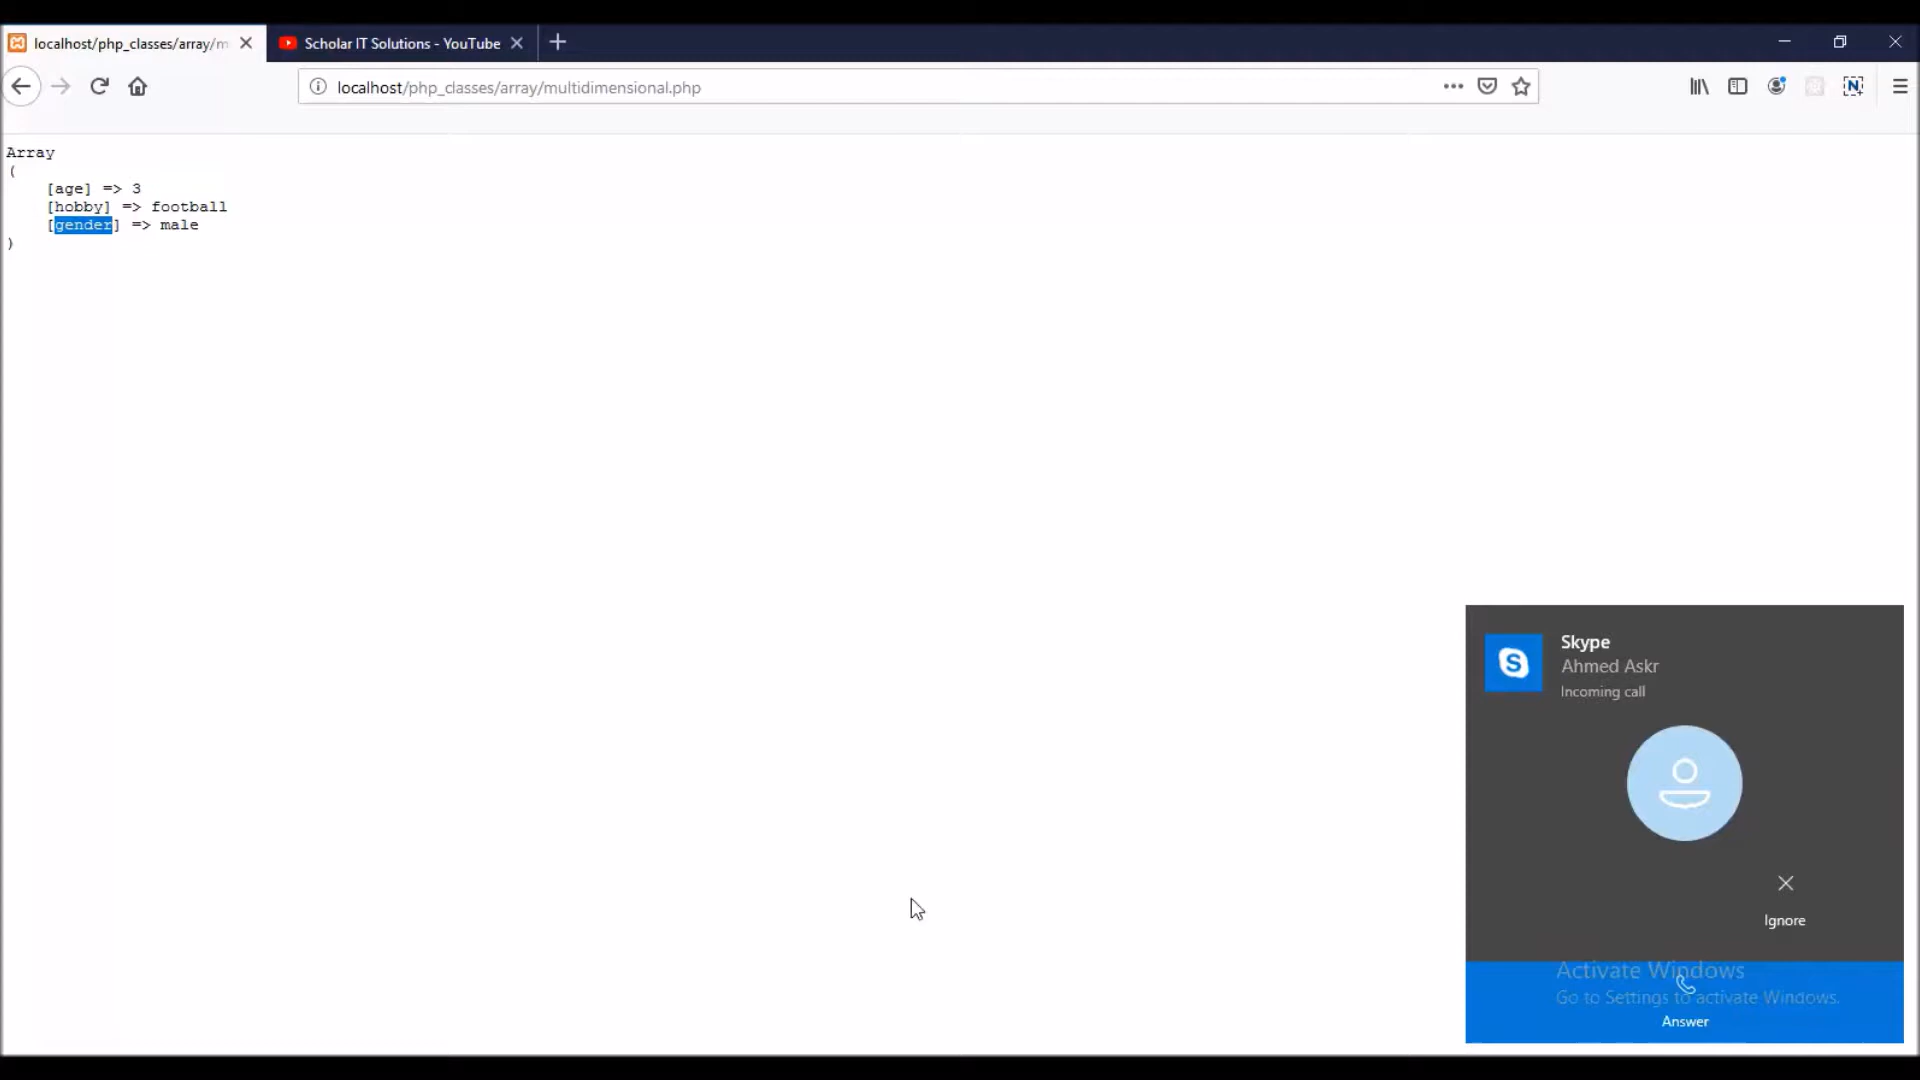 localhost/php_classes/array/m
Scholar IT Solutions - YouTube
localhost/php_classes/array/multidimensional.php
Array
(
[age] => 3
[hobby] => football
[gender] => male
)
Skype
Ahmed Askr
Incoming call
Ignore
Activate Windows
Go to Settings to activate Windows.
Answer